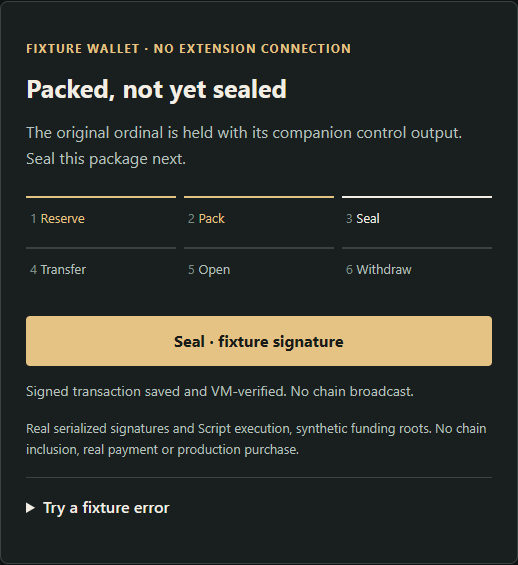 FIXTURE WALLET · NO EXTENSION CONNECTION
Packed, not yet sealed
The original ordinal is held with its companion control output.
Seal this package next.
1 Reserve
2 Pack
3 Seal
4 Transfer
5 Open
6 Withdraw
Seal · fixture signature
Signed transaction saved and VM-verified. No chain broadcast.
Real serialized signatures and Script execution, synthetic funding roots. No chain
inclusion, real payment or production purchase.
Try a fixture error